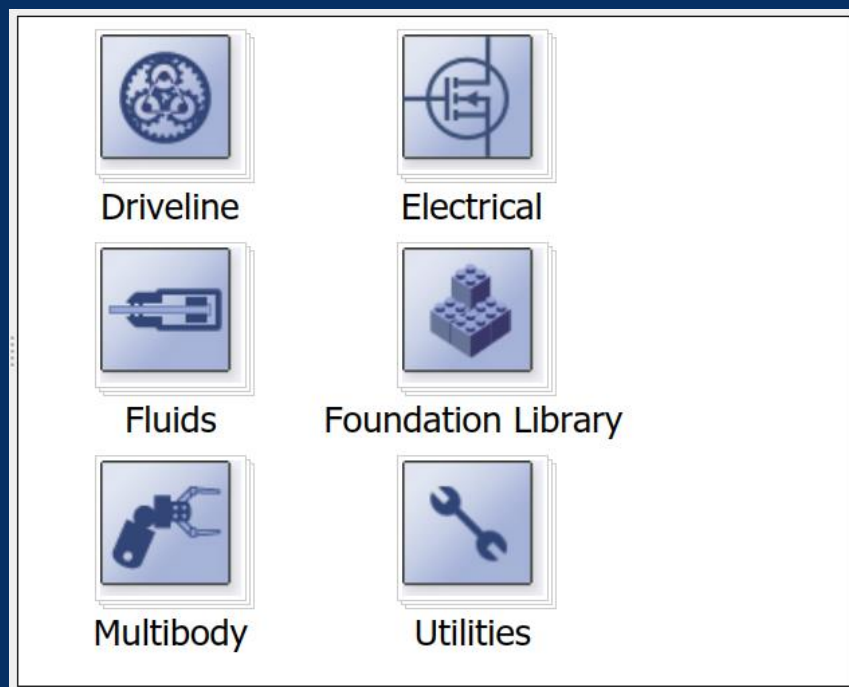 Driveline
Electrical
Fluids
Foundation Library
Multibody
Utilities